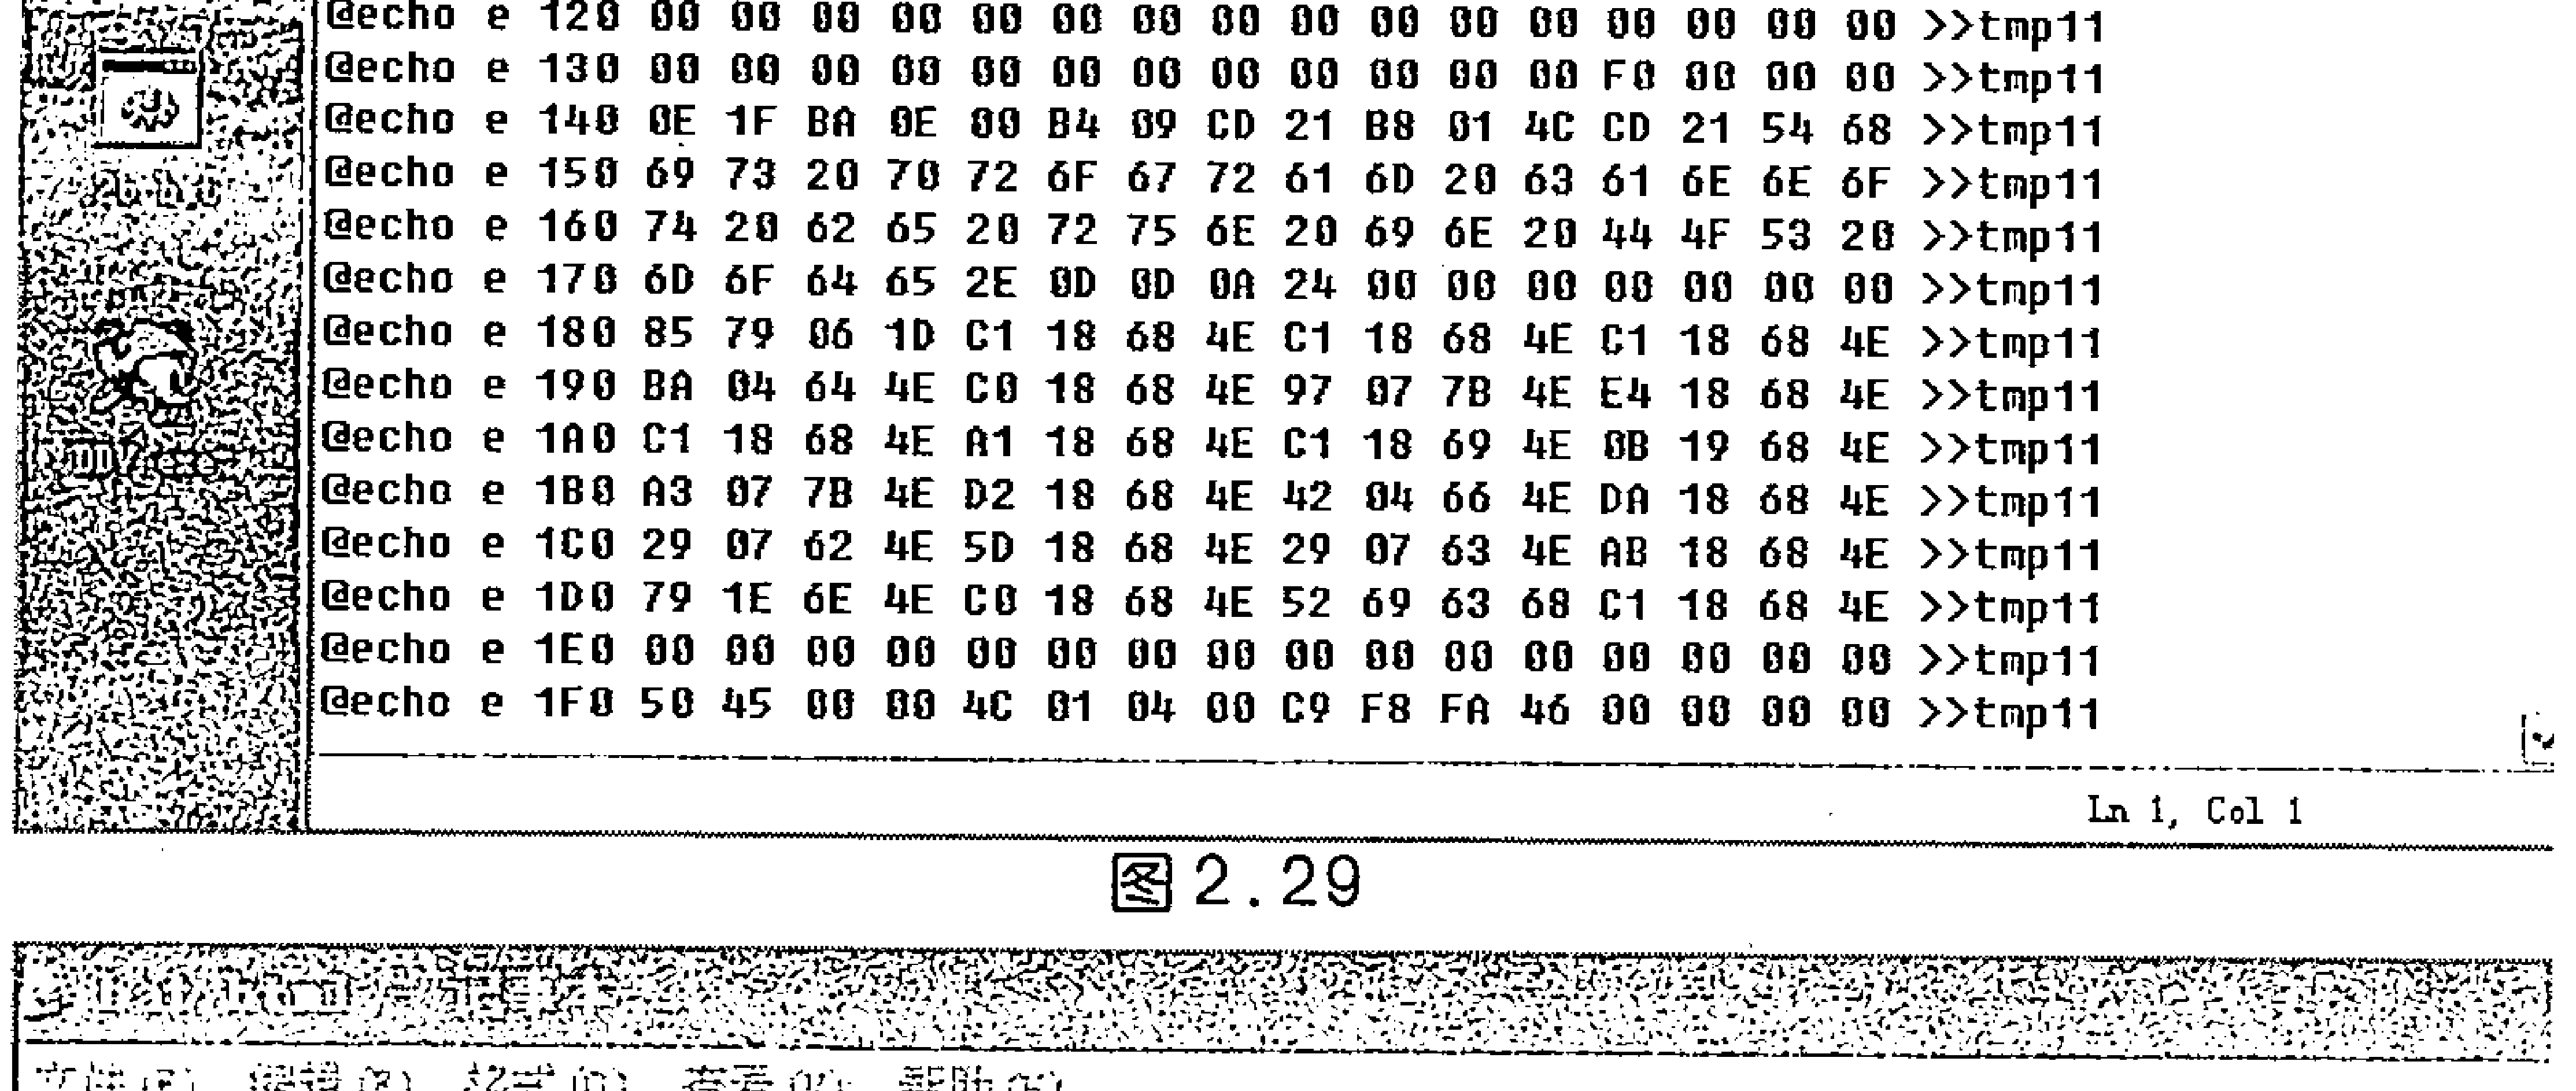 @echo e 120 00 00 00 00 00 00 00 00 00 00 00 00 00 00 00 00 >>tmp11
@echo e 130 00 00 00 00 00 00 00 00 00 00 00 00 F0 00 00 00 >>tmp11
@echo e 140 0E 1F BA 0E 00 B4 09 CD 21 B8 01 4C CD 21 54 68 >>tmp11
@echo e 150 69 73 20 70 72 6F 67 72 61 6D 20 63 61 6E 6E 6F >>tmp11
@echo e 160 74 20 62 65 20 72 75 6E 20 69 6E 20 44 4F 53 20 >>tmp11
@echo e 170 6D 6F 64 65 2E 0D 0D 0A 24 00 00 00 00 00 00 00 >>tmp11
@echo e 180 85 79 06 1D C1 18 68 4E C1 18 68 4E C1 18 68 4E >>tmp11
@echo e 190 BA 04 64 4E C0 18 68 4E 97 07 7B 4E E4 18 68 4E >>tmp11
@echo e 1A0 C1 18 68 4E A1 18 68 4E C1 18 69 4E 0B 19 68 4E >>tmp11
@echo e 1B0 A3 07 7B 4E D2 18 68 4E 42 04 66 4E DA 18 68 4E >>tmp11
@echo e 1C0 29 07 62 4E 5D 18 68 4E 29 07 63 4E AB 18 68 4E >>tmp11
@echo e 1D0 79 1E 6E 4E C0 18 68 4E 52 69 63 68 C1 18 68 4E >>tmp11
@echo e 1E0 00 00 00 00 00 00 00 00 00 00 00 00 00 00 00 00 >>tmp11
@echo e 1F0 50 45 00 00 4C 01 04 00 C9 F8 FA 46 00 00 00 00 >>tmp11
Ln 1, Col 1
图2.29